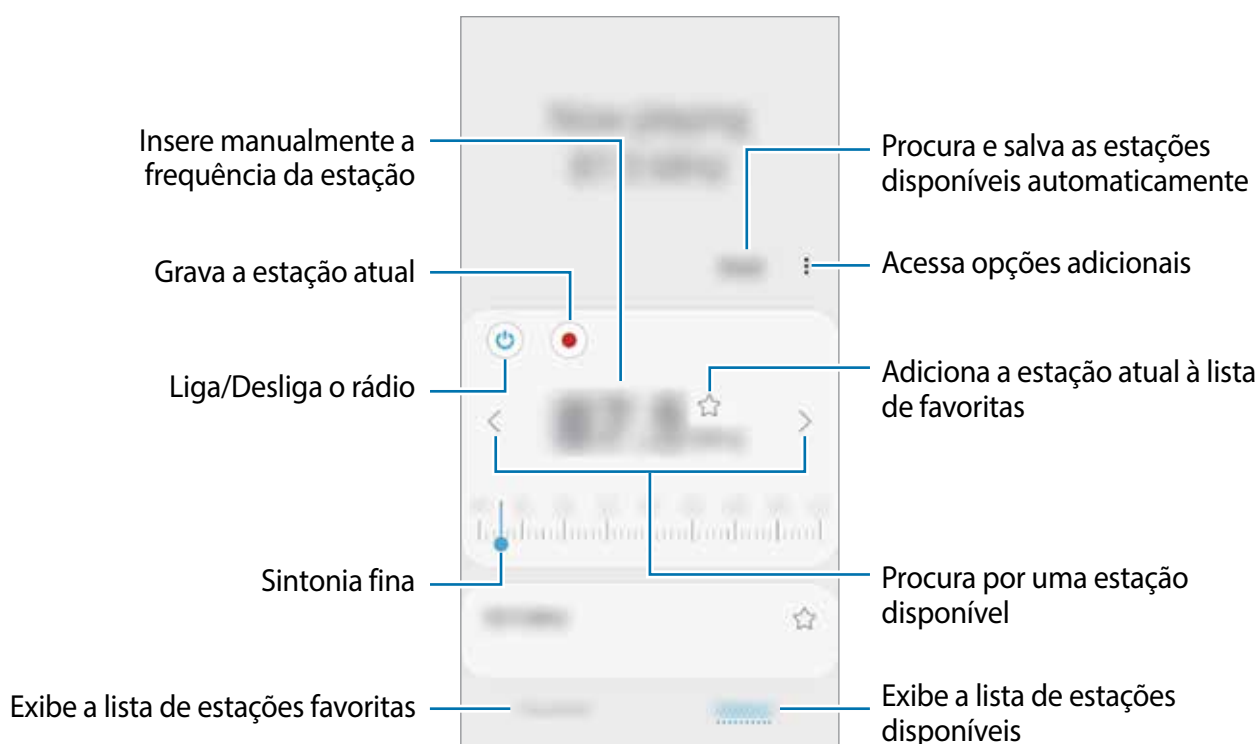 Insere manualmente a
frequência da estação
Grava a estação atual
Liga/Desliga o rádio
Sintonia fina
Exibe a lista de estações favoritas
Procura e salva as estações
disponíveis automaticamente
Acessa opções adicionais
Adiciona a estação atual à lista
de favoritas
Procura por uma estação
disponível
Exibe a lista de estações
disponíveis